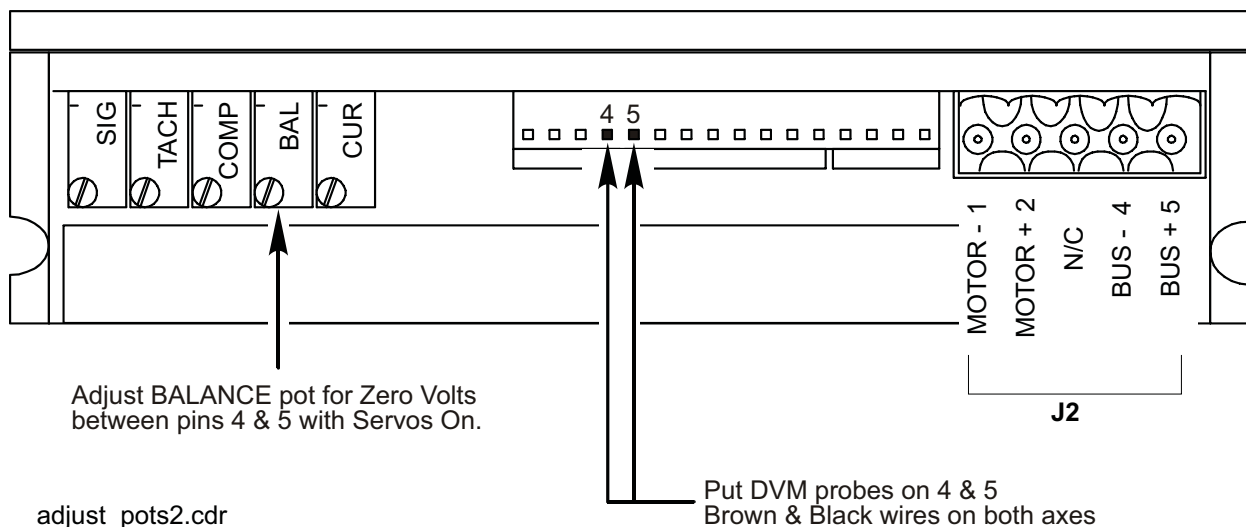 SIG
TACH
COMP
BAL
CUR
4 5
MOTOR - 1
MOTOR + 2
N/C
BUS - 4
BUS + 5
J2
Adjust BALANCE pot for Zero Volts
between pins 4 & 5 with Servos On.
Put DVM probes on 4 & 5
Brown & Black wires on both axes
adjust_pots2.cdr